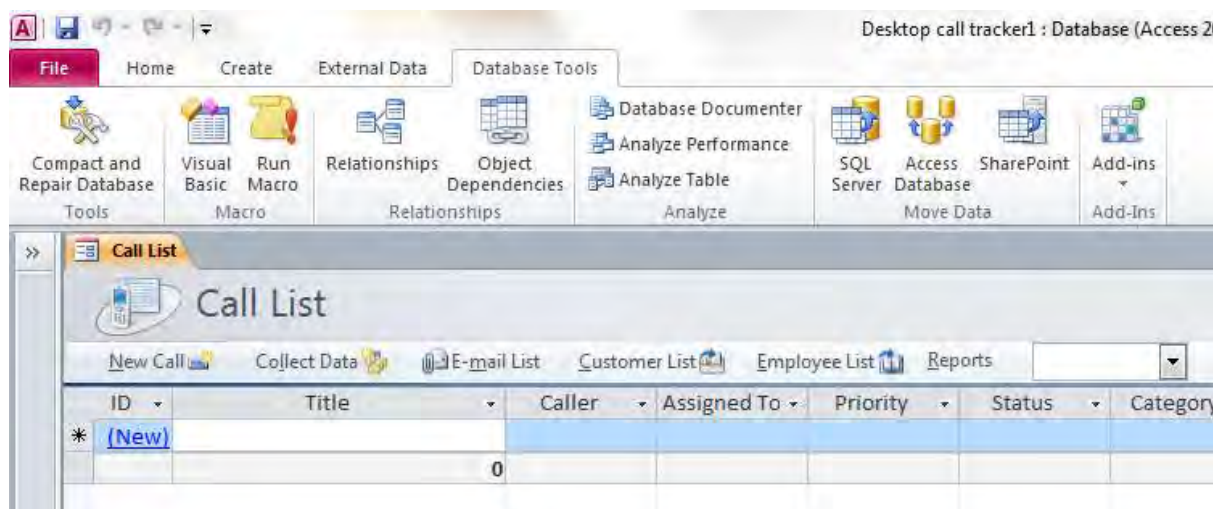 A
Desktop call tracker1 : Database (Access 2
File Home Create External Data Database Tools
Compact and Repair Database
Visual Basic
Run Macro
Relationships
Object Dependencies
Database Documenter
Analyze Performance
Analyze Table
SQL Server
Access Database
SharePoint
Add-ins
Tools Macro Relationships Analyze Move Data Add-Ins
» Call List
Call List
New Call Collect Data E-mail List Customer List Employee List Reports
ID Title Caller Assigned To Priority Status Category
* (New)
0